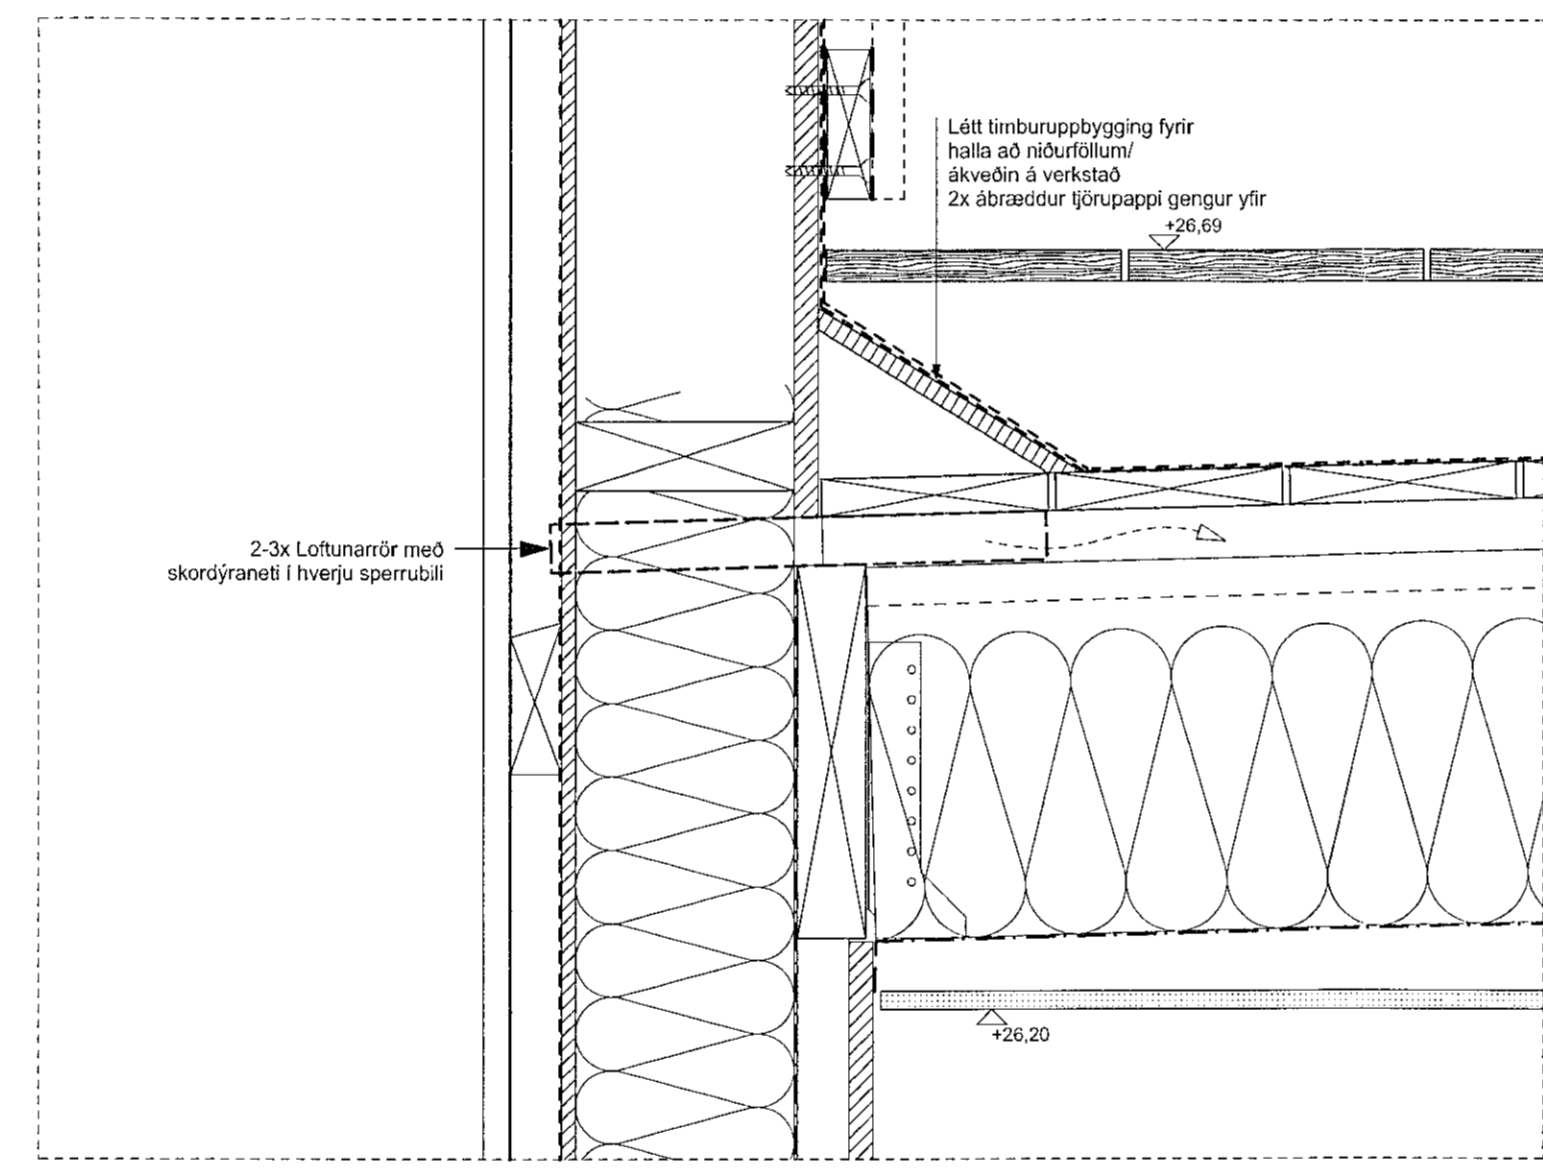 Létt timburuppbygging fyrir
halla að niðurföllum/
ákveðin á verkstað
2x ábræddur tjörupappi gengur yfir
+26,69
2-3x Loftunarrör með
skordýraneti í hverju sperrubili
+26,20